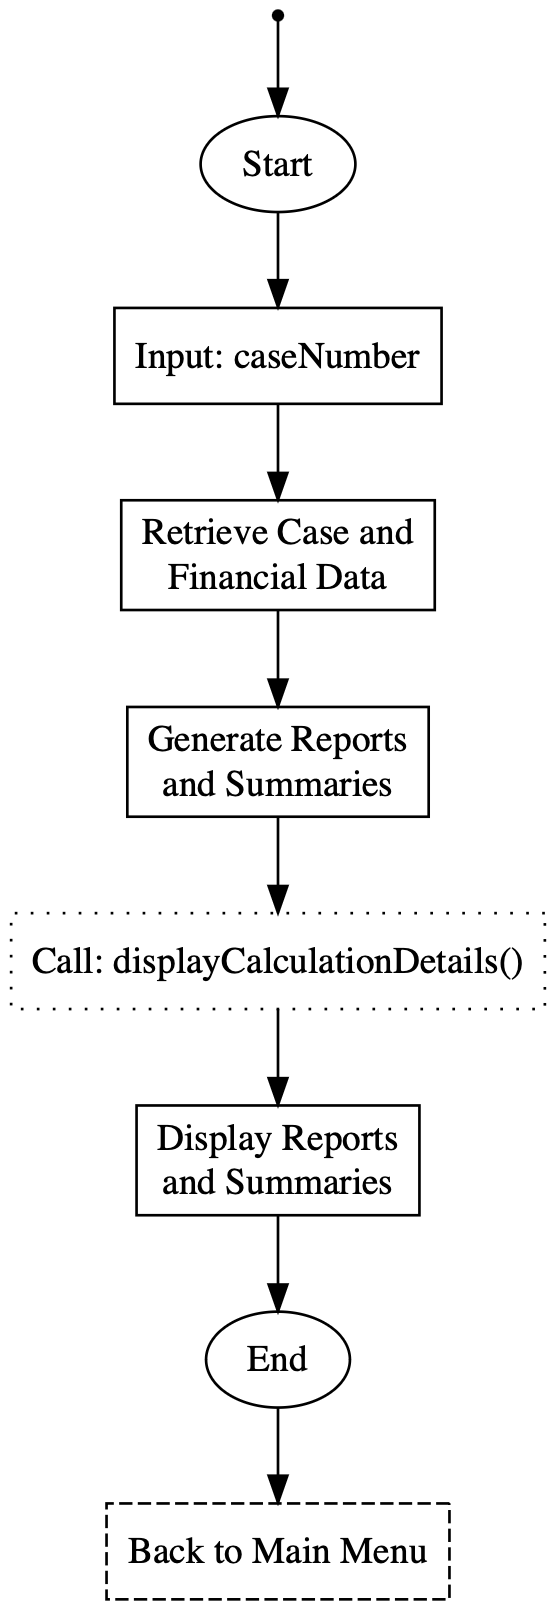 Start
Input: caseNumber
Retrieve Case and
Financial Data
Generate Reports
and Summaries
Call: displayCalculationDetails()
Display Reports
and Summaries
End
Back to Main Menu